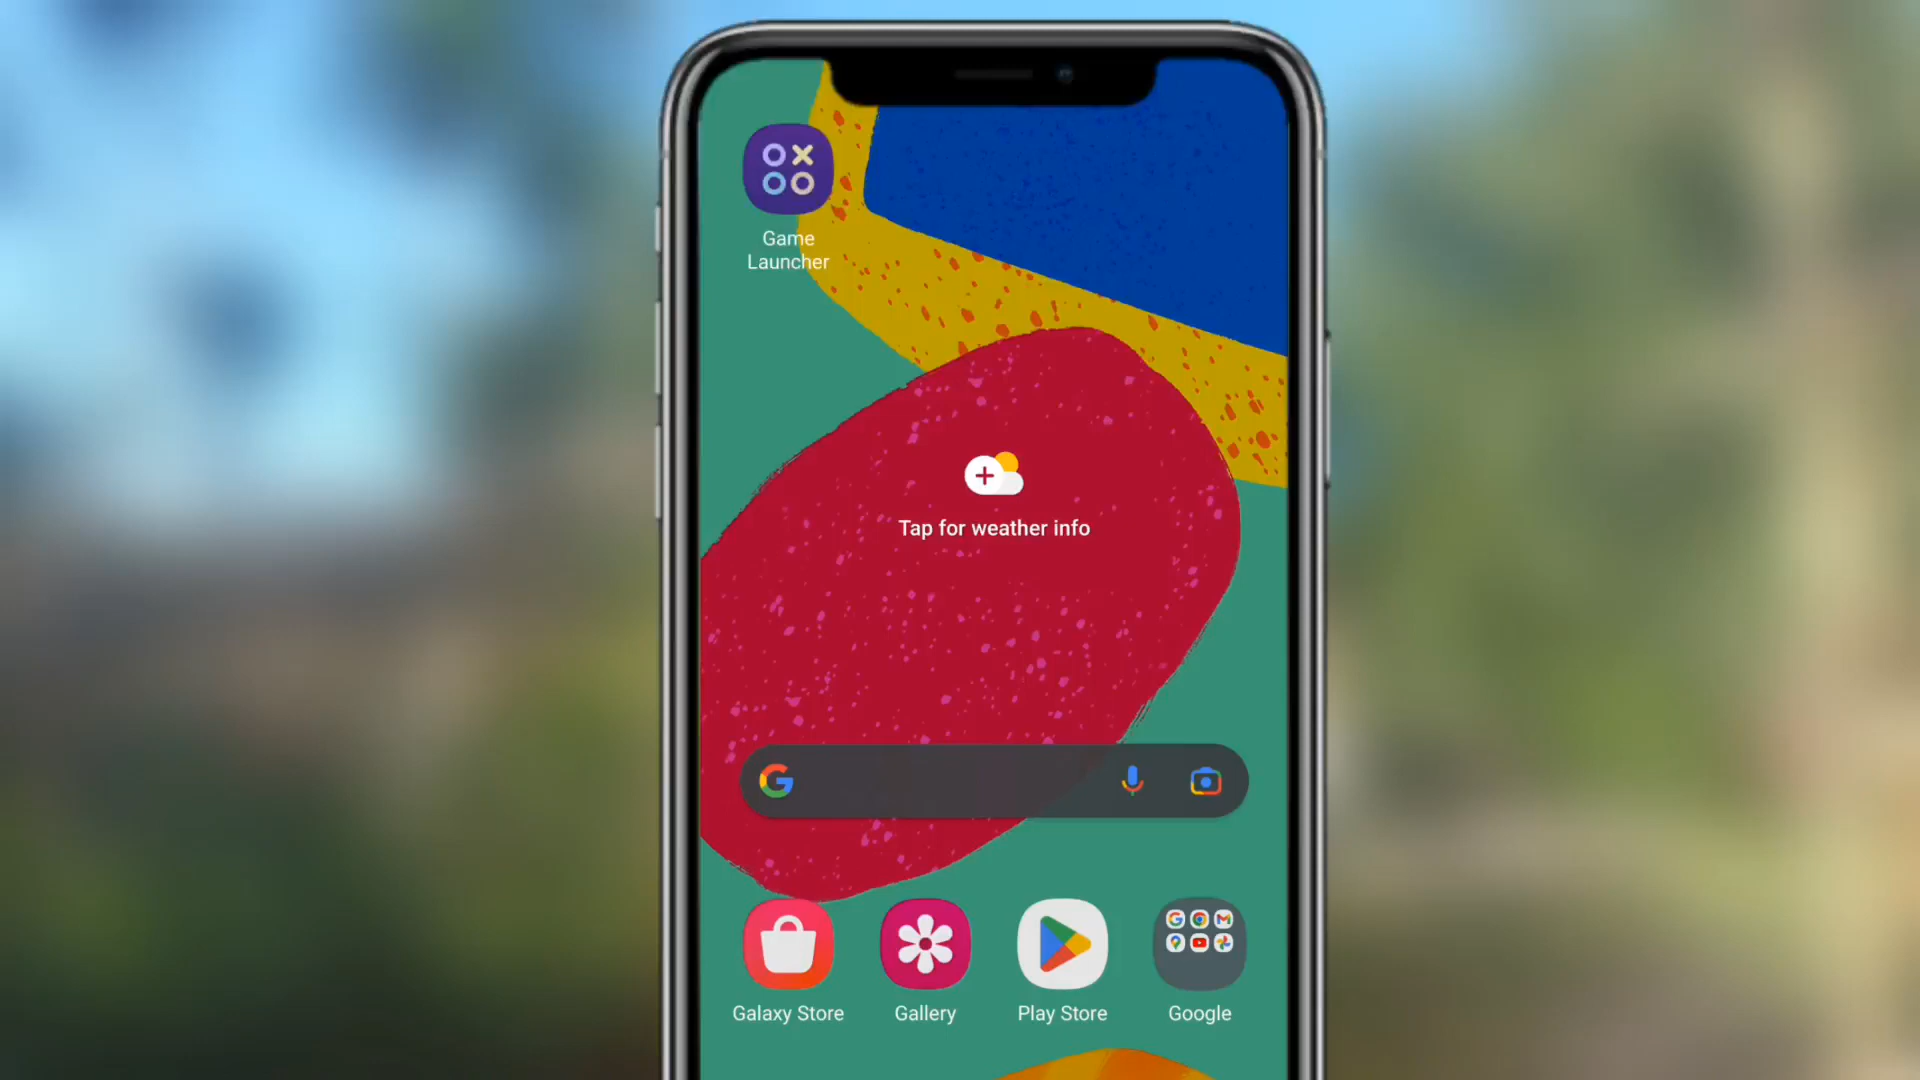 Game
Launcher
Tap for weather info
Galaxy Store
Gallery
Play Store
Google